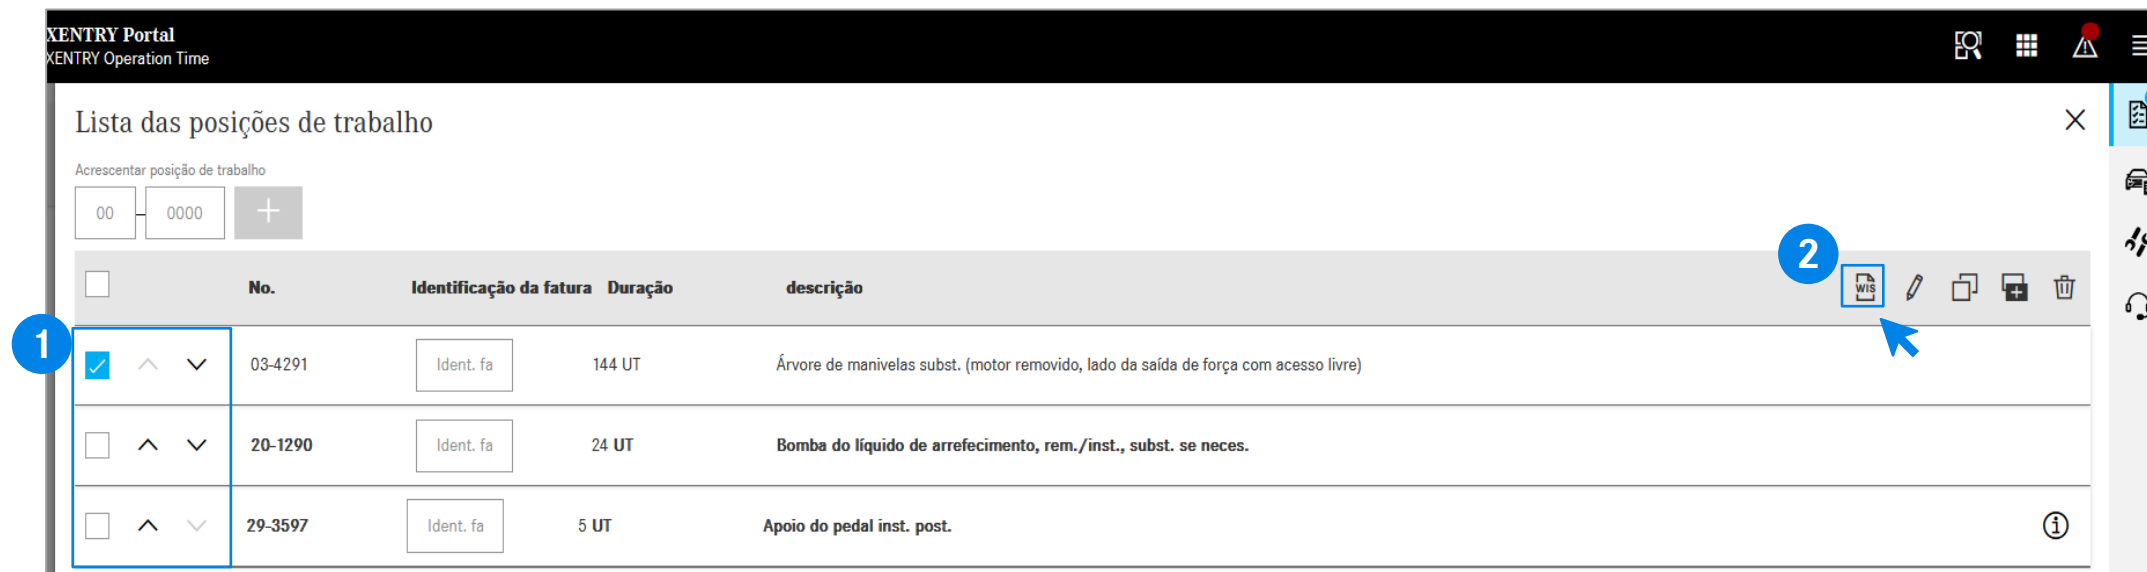 XENTRY Portal
XENTRY Operation Time
Lista das posições de trabalho
Acrescentar posição de trabalho
00 – 0000 +
2
No. Identificação da fatura Duração descrição WIS
1
03-4291 Ident. fa 144 UT Árvore de manivelas subst. (motor removido, lado da saída de força com acesso livre)
20-1290 Ident. fa 24 UT Bomba do líquido de arrefecimento, rem./inst., subst. se neces.
29-3597 Ident. fa 5 UT Apoio do pedal inst. post.